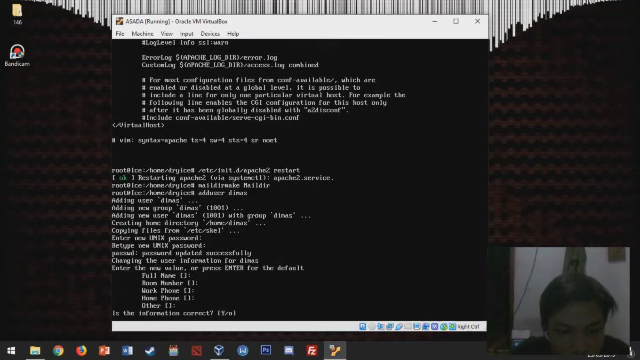 146
Bandicam
ASADA [Running] - Oracle VM VirtualBox
File Machine View Input Devices Help
#LogLevel info ssl:warn
ErrorLog ${APACHE_LOG_DIR}/error.log
CustomLog ${APACHE_LOG_DIR}/access.log combined
# For most configuration files from conf-available/, which are
# enabled or disabled at a global level, it is possible to
# include a line for only one particular virtual host. For example the
# following line enables the CGI configuration for this host only
# after it has been globally disabled with "a2disconf".
#Include conf-available/serve-cgi-bin.conf
</VirtualHost>
# vim: syntax=apache ts=4 sw=4 sts=4 sr noet
root@Ice:/home/dryice# /etc/init.d/apache2 restart
[ ok ] Restarting apache2 (via systemctl): apache2.service.
root@Ice:/home/dryice# maildirmake Maildir
root@Ice:/home/dryice# adduser dimas
Adding user `dimas' ...
Adding new group `dimas' (1001) ...
Adding new user `dimas' (1001) with group `dimas' ...
Creating home directory `/home/dimas' ...
Copying files from `/etc/skel' ...
Enter new UNIX password:
Retype new UNIX password:
passwd: password updated successfully
Changing the user information for dimas
Enter the new value, or press ENTER for the default
Full Name []:
Room Number []:
Work Phone []:
Home Phone []:
Other []:
Is the information correct? [Y/n]
Right Ctrl